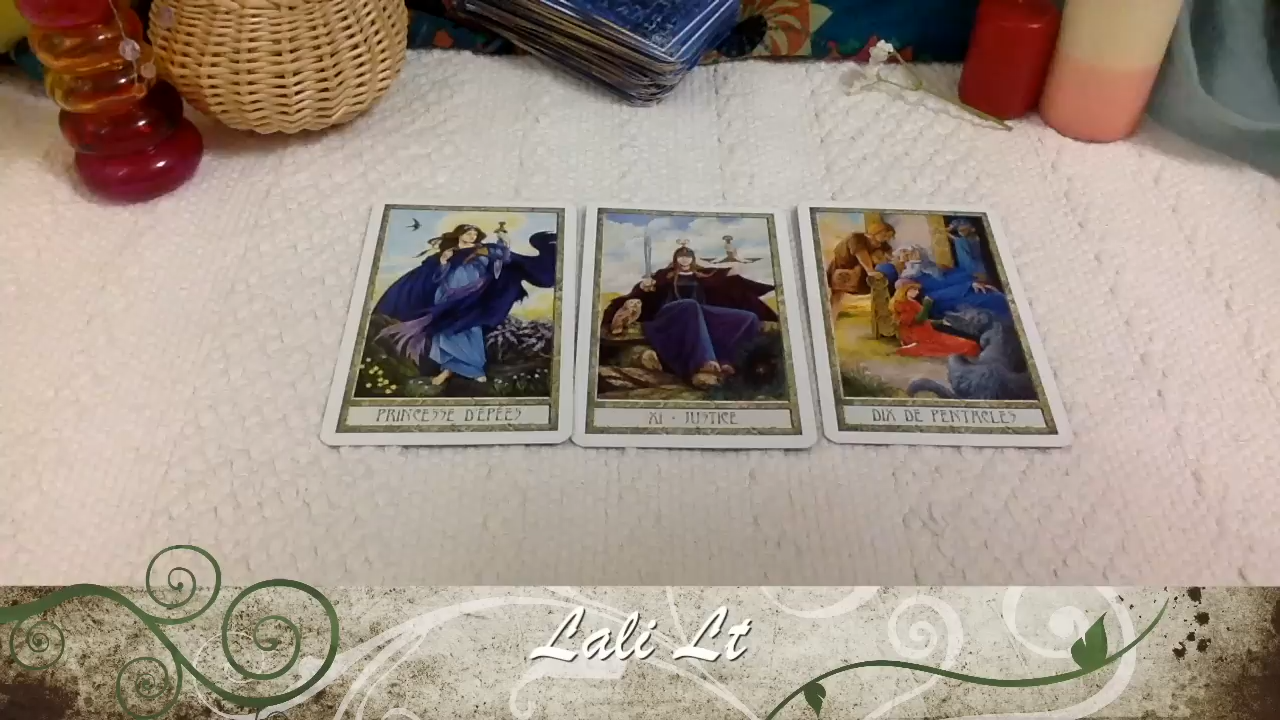 PRINCESSE D'ÉPÉES
XI · JUSTICE
DIX DE PENTACLES
Lali Lt